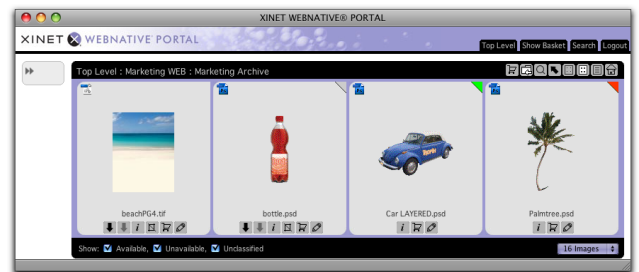 XINET WEBNATIVE® PORTAL
XINET WEBNATIVE PORTAL
Top Level Show Basket Search Logout
Top Level : Marketing WEB : Marketing Archive
beachPG4.tif
bottle.psd
Car LAYERED.psd
Palmtree.psd
Show: Available, Unavailable, Unclassified
16 Images